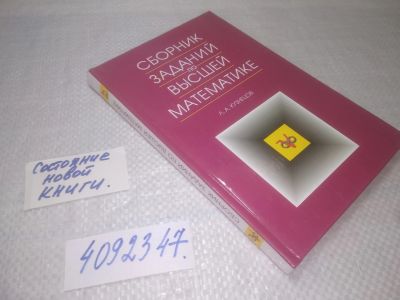 СБОРНИК
ЗАДАНИЙ
ПО
ВЫСШЕЙ
МАТЕМАТИКЕ
Л.А. КУЗНЕЦОВ
Состояние
новой
книги.
4092347.